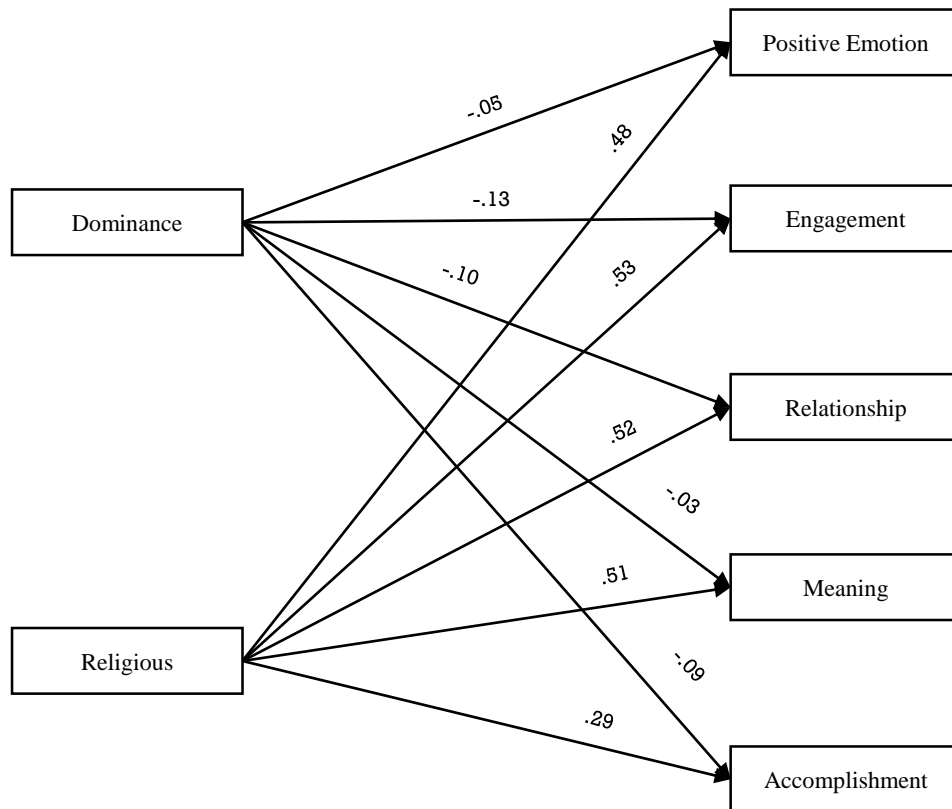 Positive Emotion
-.05
.48
Dominance
-.13
Engagement
-.10
.53
Relationship
.52
-.03
.51
Meaning
Religious
-.09
.29
Accomplishment